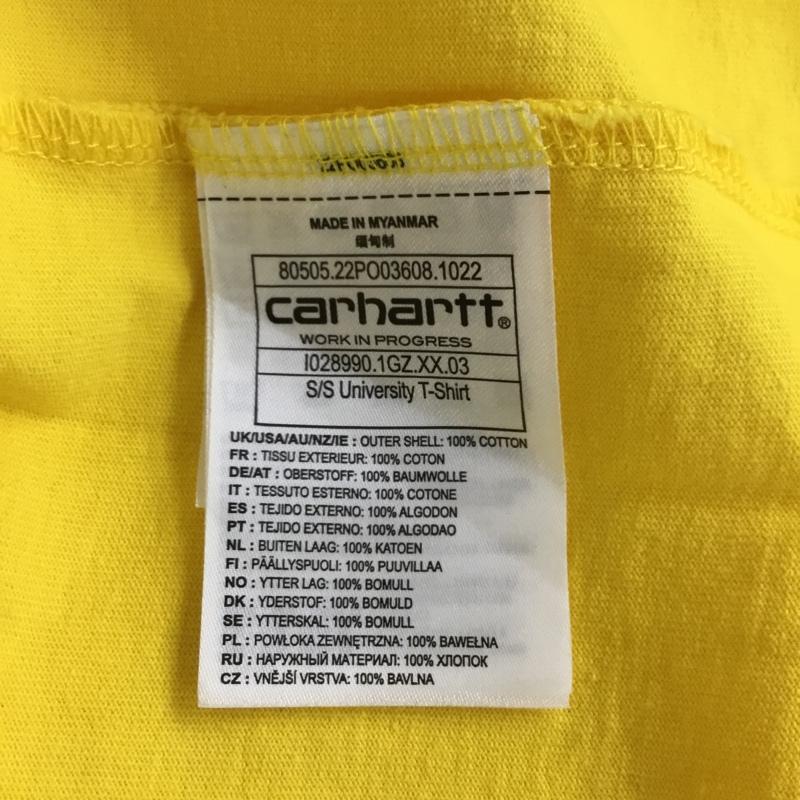 MADE IN MYANMAR
缅甸制
80505.22PO03608.1022
carhartt®
WORK IN PROGRESS
I028990.1GZ.XX.03
S/S University T-Shirt
UK/USA/AU/NZ/IE : OUTER SHELL: 100% COTTON
FR : TISSU EXTERIEUR: 100% COTON
DE/AT : OBERSTOFF: 100% BAUMWOLLE
IT : TESSUTO ESTERNO: 100% COTONE
ES : TEJIDO EXTERNO: 100% ALGODON
PT : TEJIDO EXTERNO: 100% ALGODAO
NL : BUITEN LAAG: 100% KATOEN
FI : PÄÄLLYSPUOLI: 100% PUUVILLAA
NO : YTTER LAG: 100% BOMULL
DK : YDERSTOF: 100% BOMULD
SE : YTTERSKAL: 100% BOMULL
PL : POWŁOKA ZEWNĘTRZNA: 100% BAWEŁNA
RU : НАРУЖНЫЙ МАТЕРИАЛ: 100% ХЛОПОК
CZ : VNĚJŠÍ VRSTVA: 100% BAVLNA